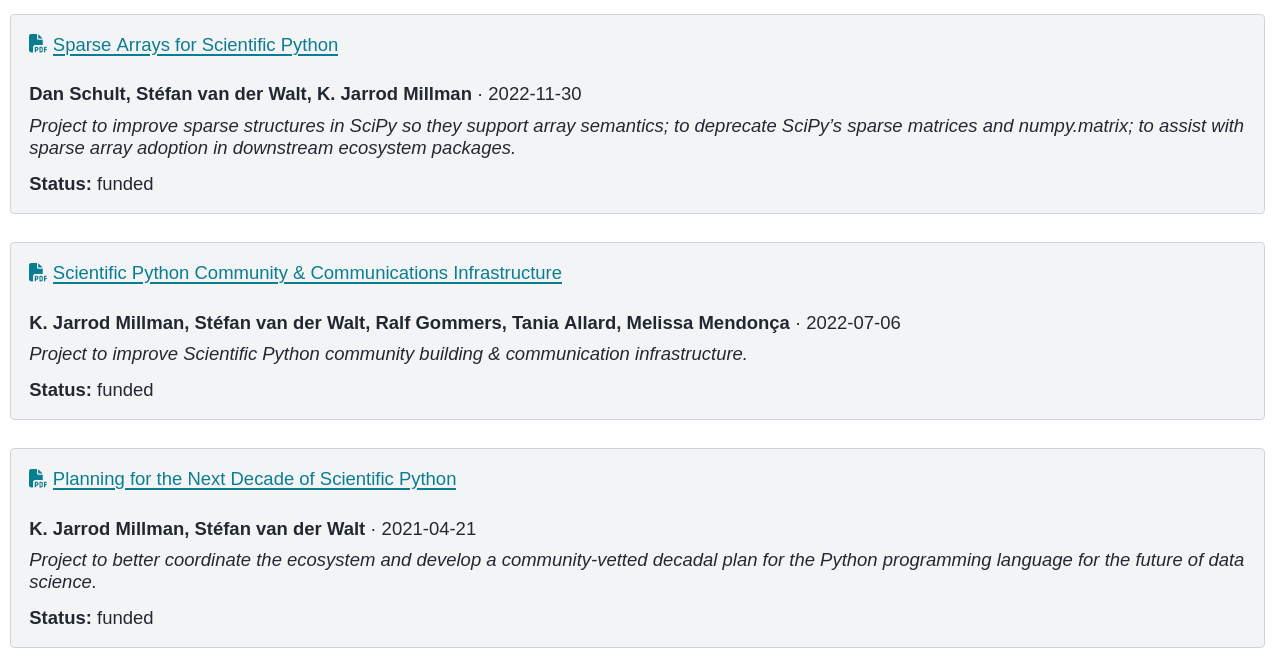 Sparse Arrays for Scientific Python
Dan Schult, Stéfan van der Walt, K. Jarrod Millman · 2022-11-30
Project to improve sparse structures in SciPy so they support array semantics; to deprecate SciPy’s sparse matrices and numpy.matrix; to assist with
sparse array adoption in downstream ecosystem packages.
Status: funded
Scientific Python Community & Communications Infrastructure
K. Jarrod Millman, Stéfan van der Walt, Ralf Gommers, Tania Allard, Melissa Mendonça · 2022-07-06
Project to improve Scientific Python community building & communication infrastructure.
Status: funded
Planning for the Next Decade of Scientific Python
K. Jarrod Millman, Stéfan van der Walt · 2021-04-21
Project to better coordinate the ecosystem and develop a community-vetted decadal plan for the Python programming language for the future of data
science.
Status: funded